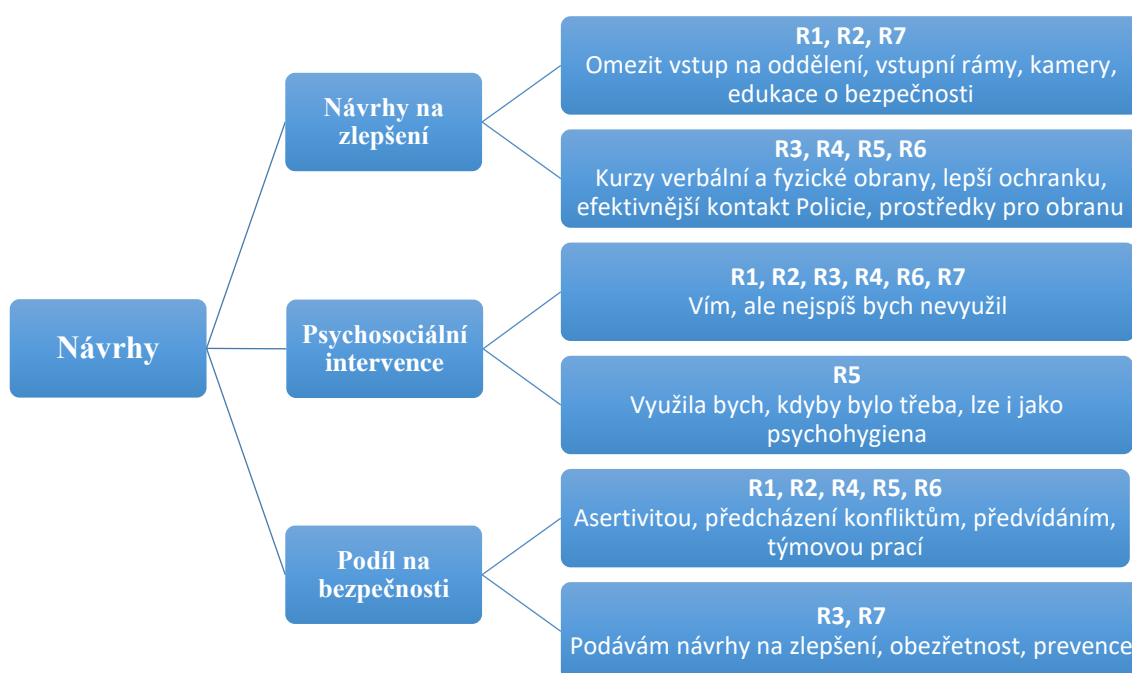 Návrhy
Návrhy na
zlepšení
R1, R2, R7
Omezit vstup na oddělení, vstupní rámy, kamery,
edukace o bezpečnosti
R3, R4, R5, R6
Kurzy verbální a fyzické obrany, lepší ochranku,
efektivnější kontakt Policie, prostředky pro obranu
Psychosociální
intervence
R1, R2, R3, R4, R6, R7
Vím, ale nejspíš bych nevyužil
R5
Využila bych, kdyby bylo třeba, lze i jako
psychohygiena
Podíl na
bezpečnosti
R1, R2, R4, R5, R6
Asertivitou, předcházení konfliktům, předvídáním,
týmovou prací
R3, R7
Podávám návrhy na zlepšení, obezřetnost, prevence